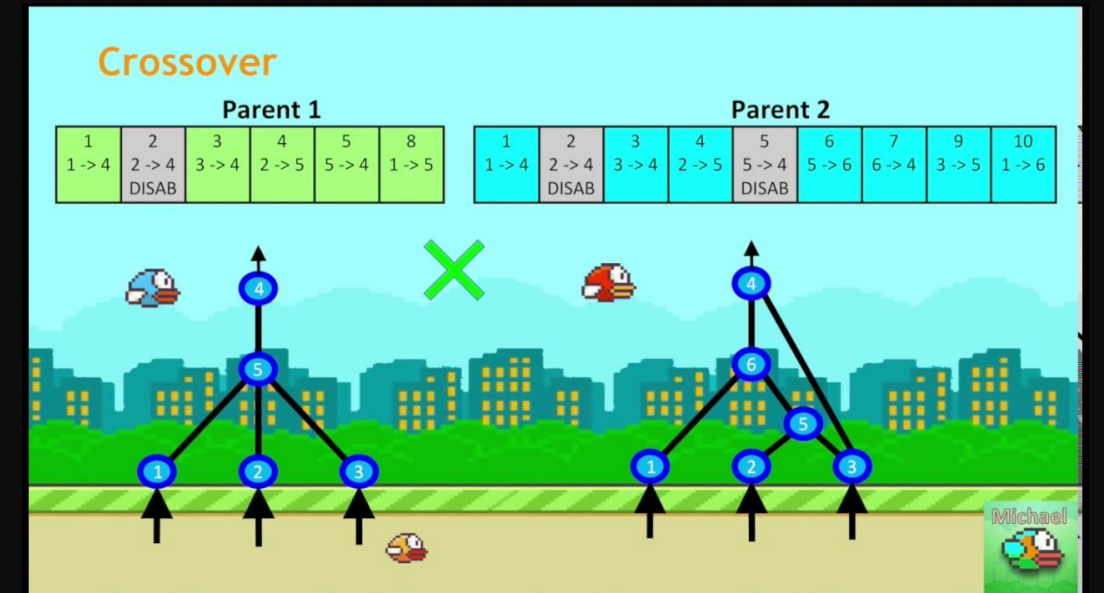 Crossover
Parent 1
1 2 3 4 5 8
1 -> 4 2 -> 4 3 -> 4 2 -> 5 5 -> 4 1 -> 5
DISAB
Parent 2
1 2 3 4 5 6 7 9 10
1 -> 4 2 -> 4 3 -> 4 2 -> 5 5 -> 4 5 -> 6 6 -> 4 3 -> 5 1 -> 6
DISAB DISAB
4
5
1 2 3
4
6
5
1 2 3
Michael